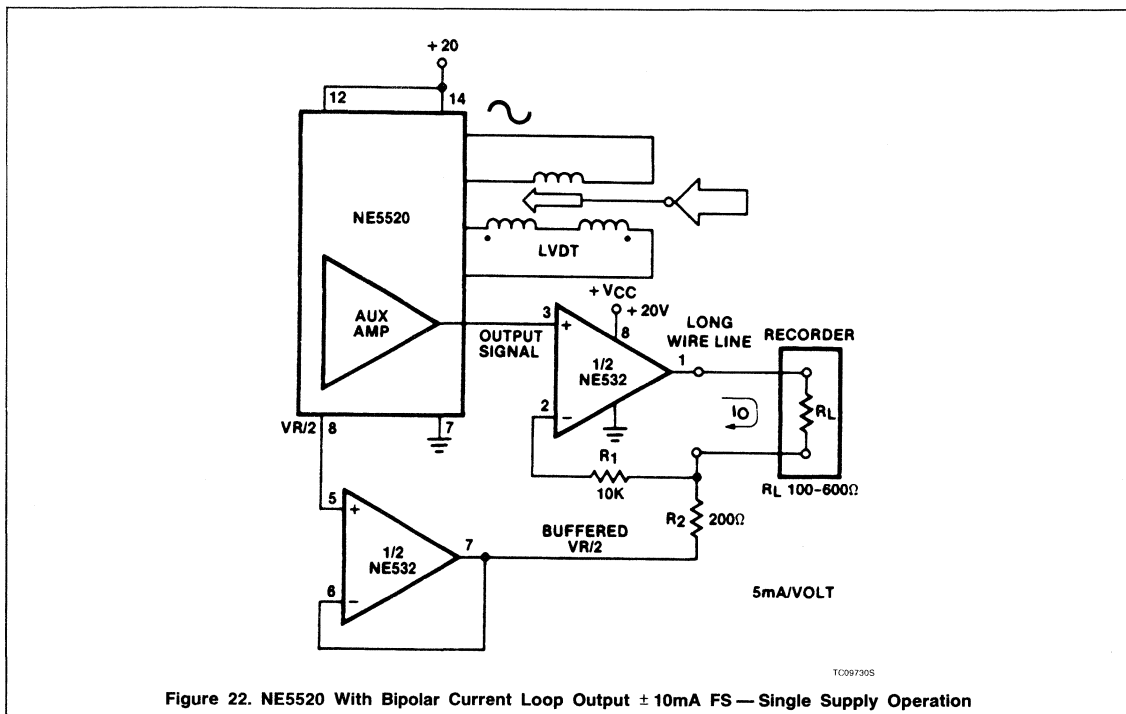 + 20
12
14
NE5520
LVDT
AUX
AMP
OUTPUT
SIGNAL
+ VCC
+ 20V
3
+
8
1/2
NE532
2
−
1
LONG
WIRE LINE
RECORDER
IO
RL
RL 100-600Ω
VR/2
8
7
R1
10K
R2
200Ω
5
+
1/2
NE532
7
6
−
BUFFERED
VR/2
5mA/VOLT
TC09730S
Figure 22. NE5520 With Bipolar Current Loop Output ± 10mA FS — Single Supply Operation